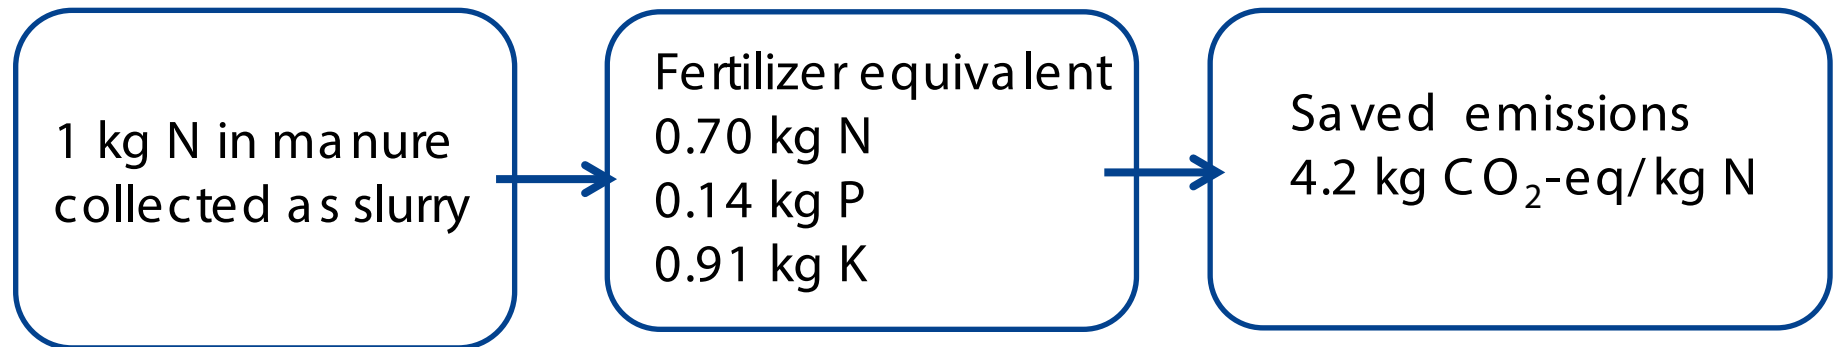 1 kg N in manure
collected as slurry
Fertilizer equivalent
0.70 kg N
0.14 kg P
0.91 kg K
Saved emissions
4.2 kg CO₂-eq/kg N